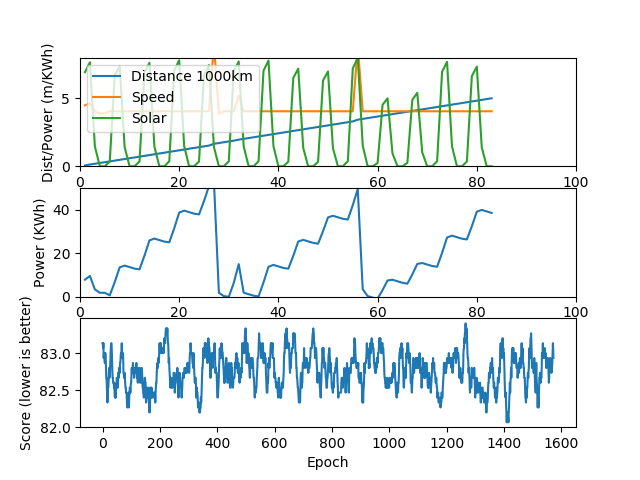 Dist/Power (m/KWh)
5
0
Distance 1000km
Speed
Solar
0 20 40 60 80 100
Power (KWh)
40
20
0
0 20 40 60 80 100
Score (lower is better)
83.0
82.5
82.0
0 200 400 600 800 1000 1200 1400 1600
Epoch